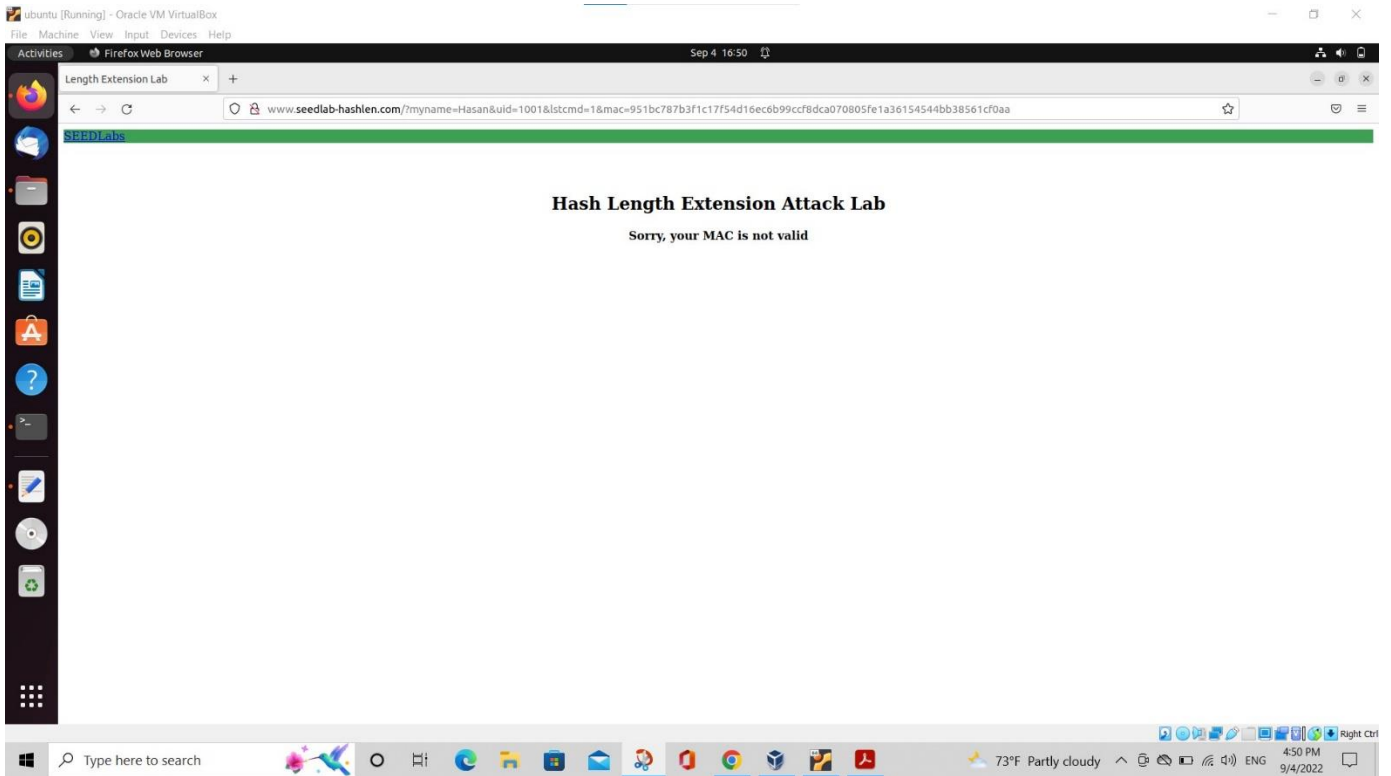 ubuntu [Running] - Oracle VM VirtualBox
File Machine View Input Devices Help
Activities Firefox Web Browser Sep 4 16:50
Length Extension Lab
www.seedlab-hashlen.com/?myname=Hasan&uid=1001&lstcmd=1&mac=951bc787b3f1c17f54d16ec6b99ccf8dca070805fe1a36154544bb38561cf0aa
SEEDLabs
Hash Length Extension Attack Lab
Sorry, your MAC is not valid
Right Ctrl
Type here to search
73°F Partly cloudy ENG 4:50 PM
9/4/2022